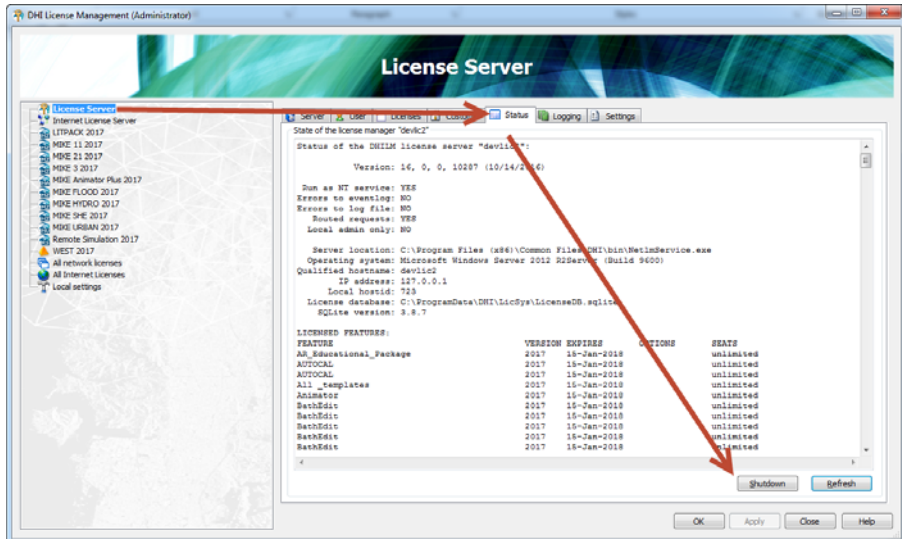 DHI License Management (Administrator)
License Server
License Server
Internet License Server
LITPACK 2017
MIKE 11 2017
MIKE 21 2017
MIKE 3 2017
MIKE Animator Plus 2017
MIKE FLOOD 2017
MIKE HYDRO 2017
MIKE SHE 2017
MIKE URBAN 2017
Remote Simulation 2017
WEST 2017
All network licenses
All Internet Licenses
Local settings
Server User Licenses Status Logging Settings
State of the license manager "devlic2"
Status of the DHILM license server "devlic2":
Version: 16, 0, 0, 10287 (10/14/2016)
Run as NT service: YES
Errors to eventlog: NO
Errors to log file: NO
Routed requests: YES
Local admin only: NO
Server location: C:\Program Files (x86)\Common Files\DHI\bin\NetlmService.exe
Operating system: Microsoft Windows Server 2012 R2Server (Build 9600)
Qualified hostname: devlic2
IP address: 127.0.0.1
Local hostid: 723
License database: C:\ProgramData\DHI\LicSys\LicenseDB.sqlite
SQLite version: 3.8.7
LICENSED FEATURES:
FEATURE VERSION EXPIRES OPTIONS SEATS
AR_Educational_Package 2017 15-Jan-2018 unlimited
AUTOCAL 2017 15-Jan-2018 unlimited
AUTOCAL 2017 15-Jan-2018 unlimited
All _templates 2017 15-Jan-2018 unlimited
Animator 2017 15-Jan-2018 unlimited
BathEdit 2017 15-Jan-2018 unlimited
BathEdit 2017 15-Jan-2018 unlimited
BathEdit 2017 15-Jan-2018 unlimited
BathEdit 2017 15-Jan-2018 unlimited
BathEdit 2017 15-Jan-2018 unlimited
Shutdown Refresh
OK Apply Close Help